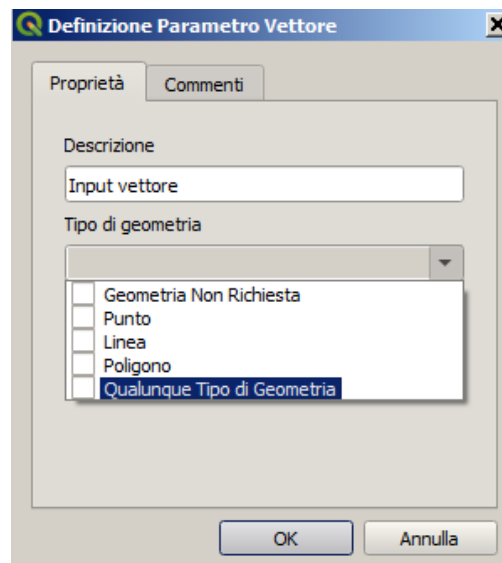 Definizione Parametro Vettore
Proprietà Commenti
Descrizione
Input vettore
Tipo di geometria
Geometria Non Richiesta
Punto
Linea
Poligono
Qualunque Tipo di Geometria
OK Annulla